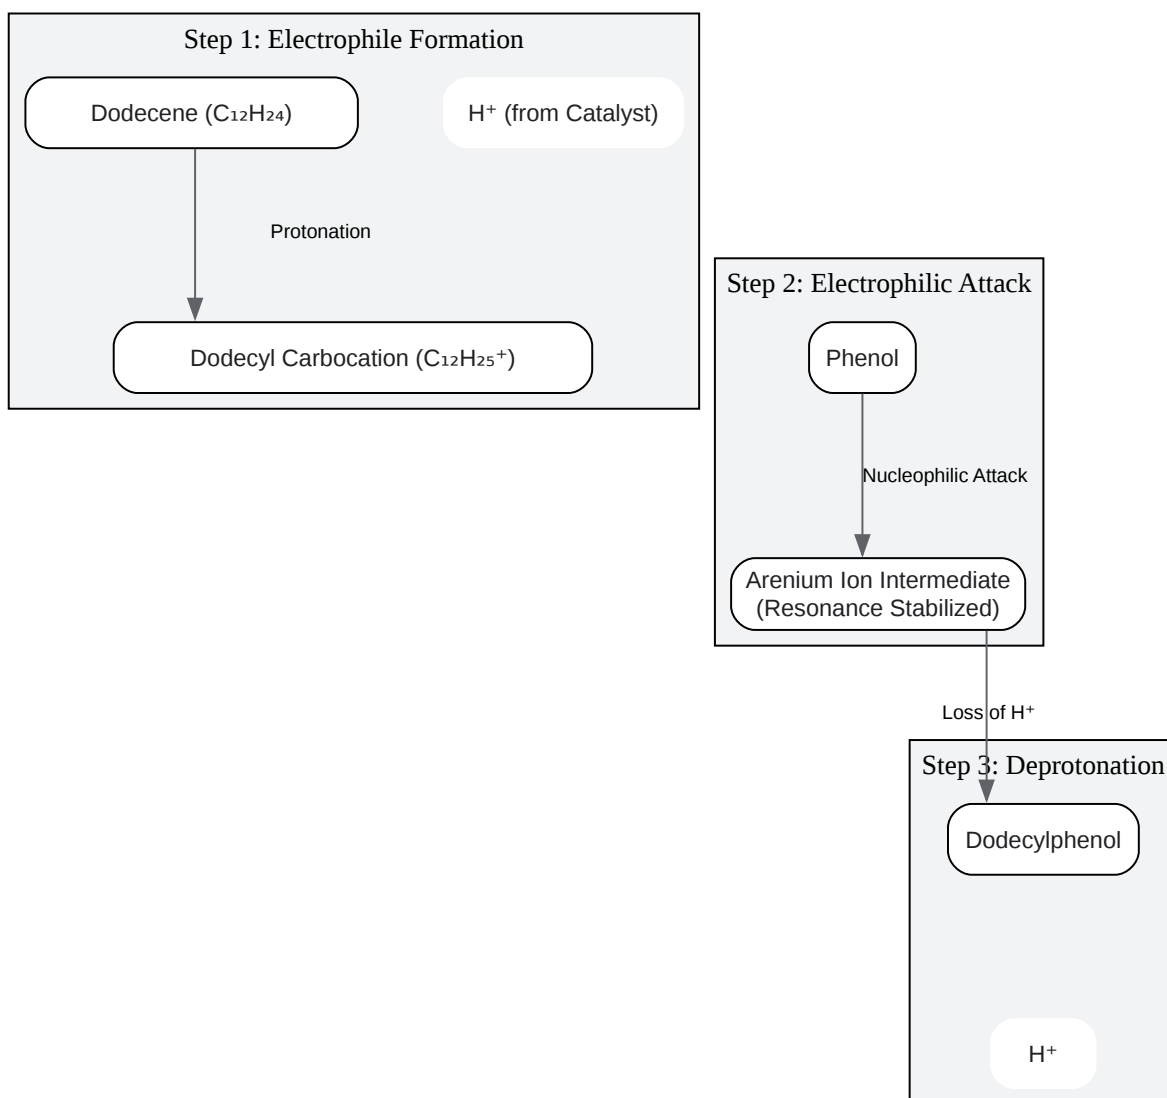 Step 1: Electrophile Formation
Dodecene (C₁₂H₂₄)
H⁺ (from Catalyst)
Protonation
Dodecyl Carbocation (C₁₂H₂₅⁺)
Step 2: Electrophilic Attack
Phenol
Nucleophilic Attack
Arenium Ion Intermediate
(Resonance Stabilized)
Loss of H⁺
Step 3: Deprotonation
Dodecylphenol
H⁺